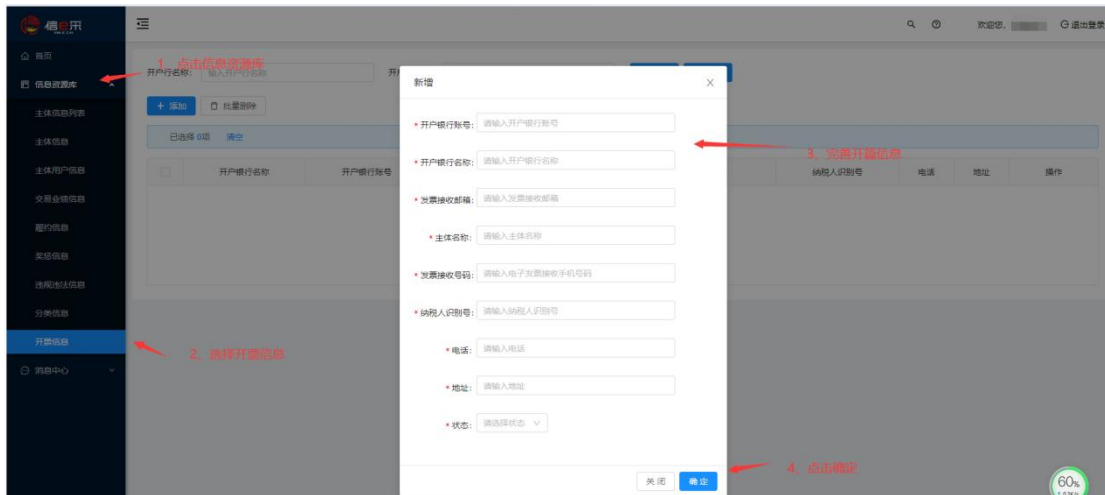 信e采
欢迎您,
退出登录
首页
1、点击信息资源库
开户行名称: 输入开户行名称
开户
信息资源库
+ 添加
批量删除
主体信息列表
已选择 0项 清空
主体信息
开户银行名称
开户银行账号
纳税人识别号
电话
地址
操作
主体用户信息
交易业绩信息
履约信息
奖惩信息
违规违法信息
分类信息
开票信息
2、选择开票信息
消息中心
新增
* 开户银行账号: 请输入开户银行账号
3、完善开篇信息
* 开户银行名称: 请输入开户银行名称
* 发票接收邮箱: 请输入发票接收邮箱
* 主体名称: 请输入主体名称
* 发票接收号码: 请输入电子发票接收手机号码
* 纳税人识别号: 请输入纳税人识别号
* 电话: 请输入电话
* 地址: 请输入地址
* 状态: 请选择状态
关闭
确定
4、点击确定
60%